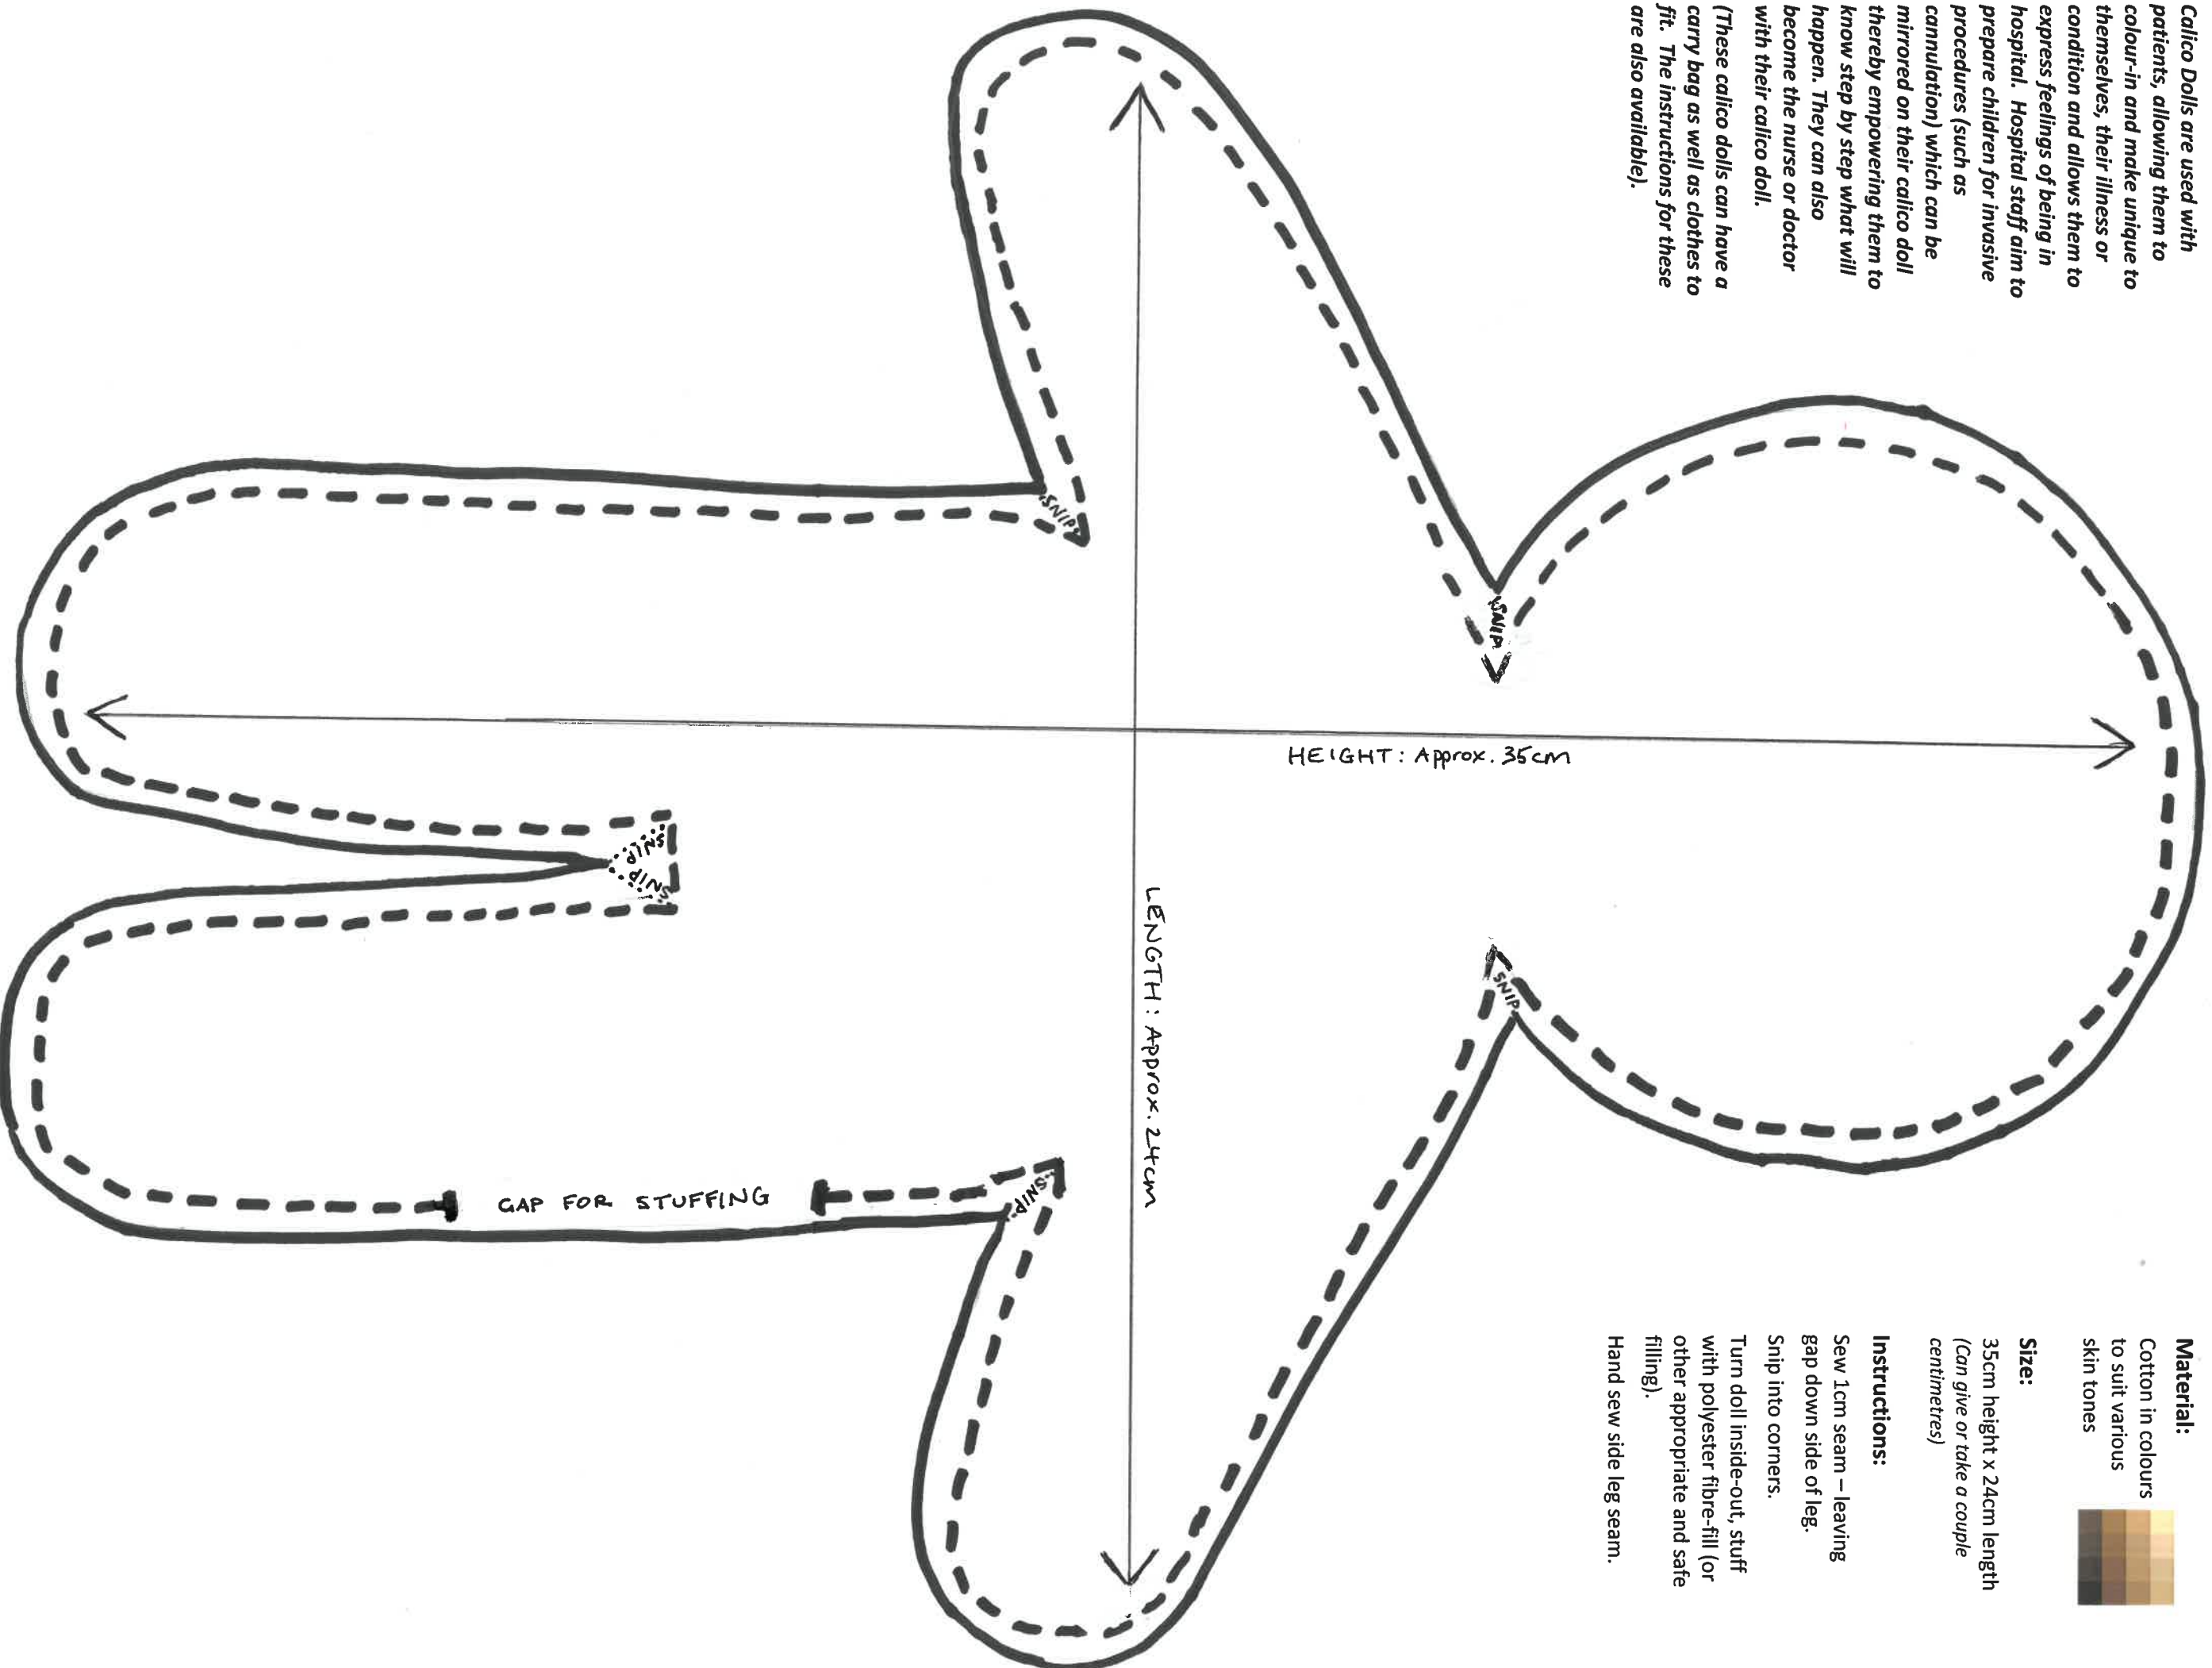 Calico Dolls are used with
patients, allowing them to
colour-in and make unique to
themselves, their illness or
condition and allows them to
express feelings of being in
hospital. Hospital staff aim to
prepare children for invasive
procedures (such as
cannulation) which can be
mirrored on their calico doll
thereby empowering them to
know step by step what will
happen. They can also
become the nurse or doctor
with their calico doll.
(These calico dolls can have a
carry bag as well as clothes to
fit. The instructions for these
are also available).
Material:
Cotton in colours
to suit various
skin tones
Size:
35cm height x 24cm length
(Can give or take a couple
centimetres)
Instructions:
Sew 1cm seam – leaving
gap down side of leg.
Snip into corners.
Turn doll inside-out, stuff
with polyester fibre-fill (or
other appropriate and safe
filling).
Hand sew side leg seam.
SNIP
SNIP
HEIGHT: Approx. 35cm
LENGTH: Approx. 24cm
SNIP
SNIP
SNIP
SNIP
GAP FOR STUFFING